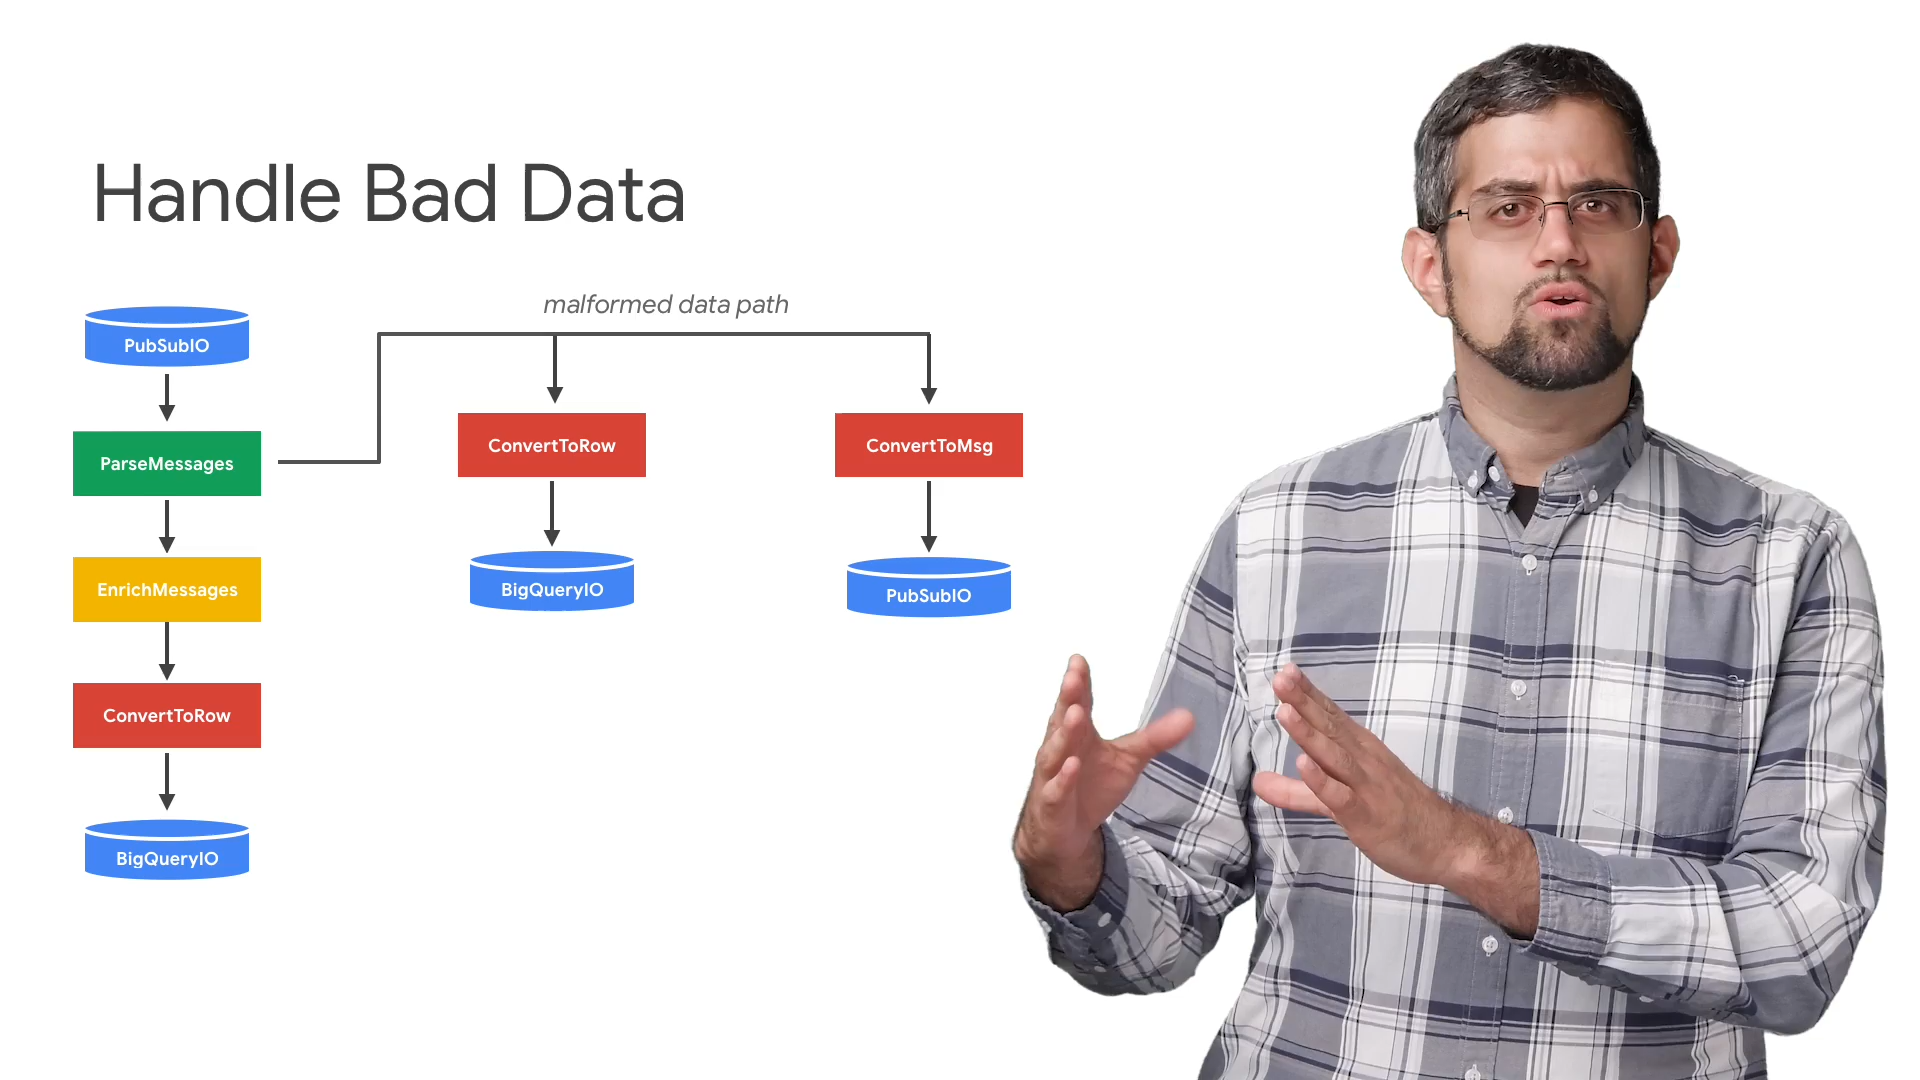 Handle Bad Data
malformed data path
PubSubIO
ParseMessages
EnrichMessages
ConvertToRow
BigQueryIO
ConvertToRow
BigQueryIO
ConvertToMsg
PubSubIO